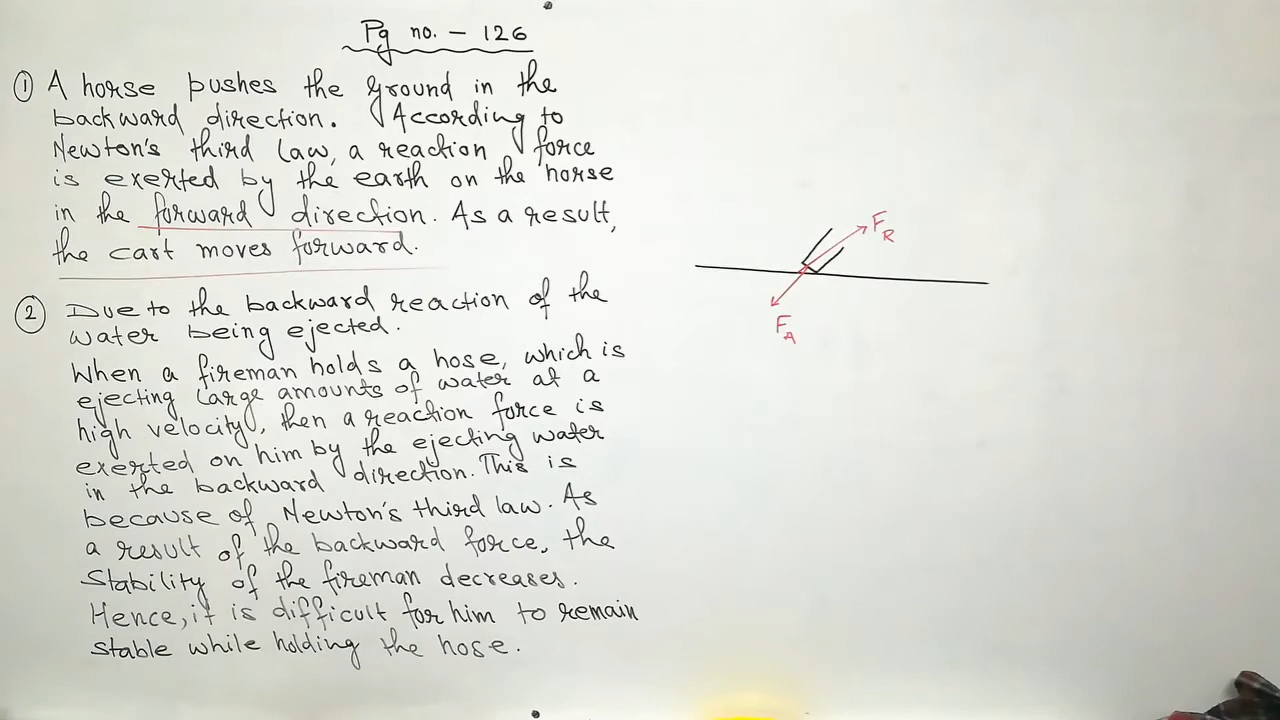 Pg no. - 126
① A horse pushes the ground in the
backward direction. According to
Newton's third law, a reaction force
is exerted by the earth on the horse
in the forward direction. As a result,
the cart moves forward.
② Due to the backward reaction of the
water being ejected.
When a fireman holds a hose, which is
ejecting large amounts of water at a
high velocity, then a reaction force is
exerted on him by the ejecting water
in the backward direction. This is
because of Newton's third law. As
a result of the backward force, the
stability of the fireman decreases.
Hence, it is difficult for him to remain
stable while holding the hose.
F_R
F_A